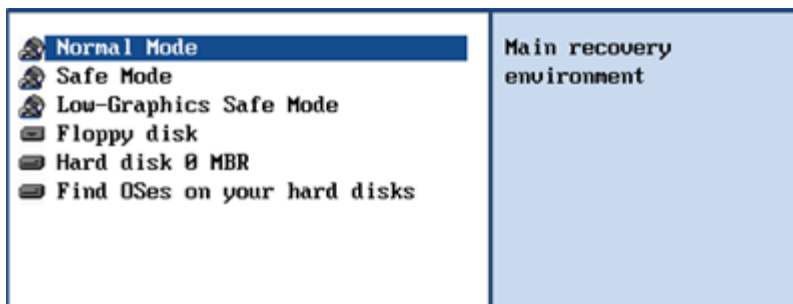 Normal Mode
Safe Mode
Low-Graphics Safe Mode
Floppy disk
Hard disk 0 MBR
Find OSes on your hard disks
Main recovery
environment